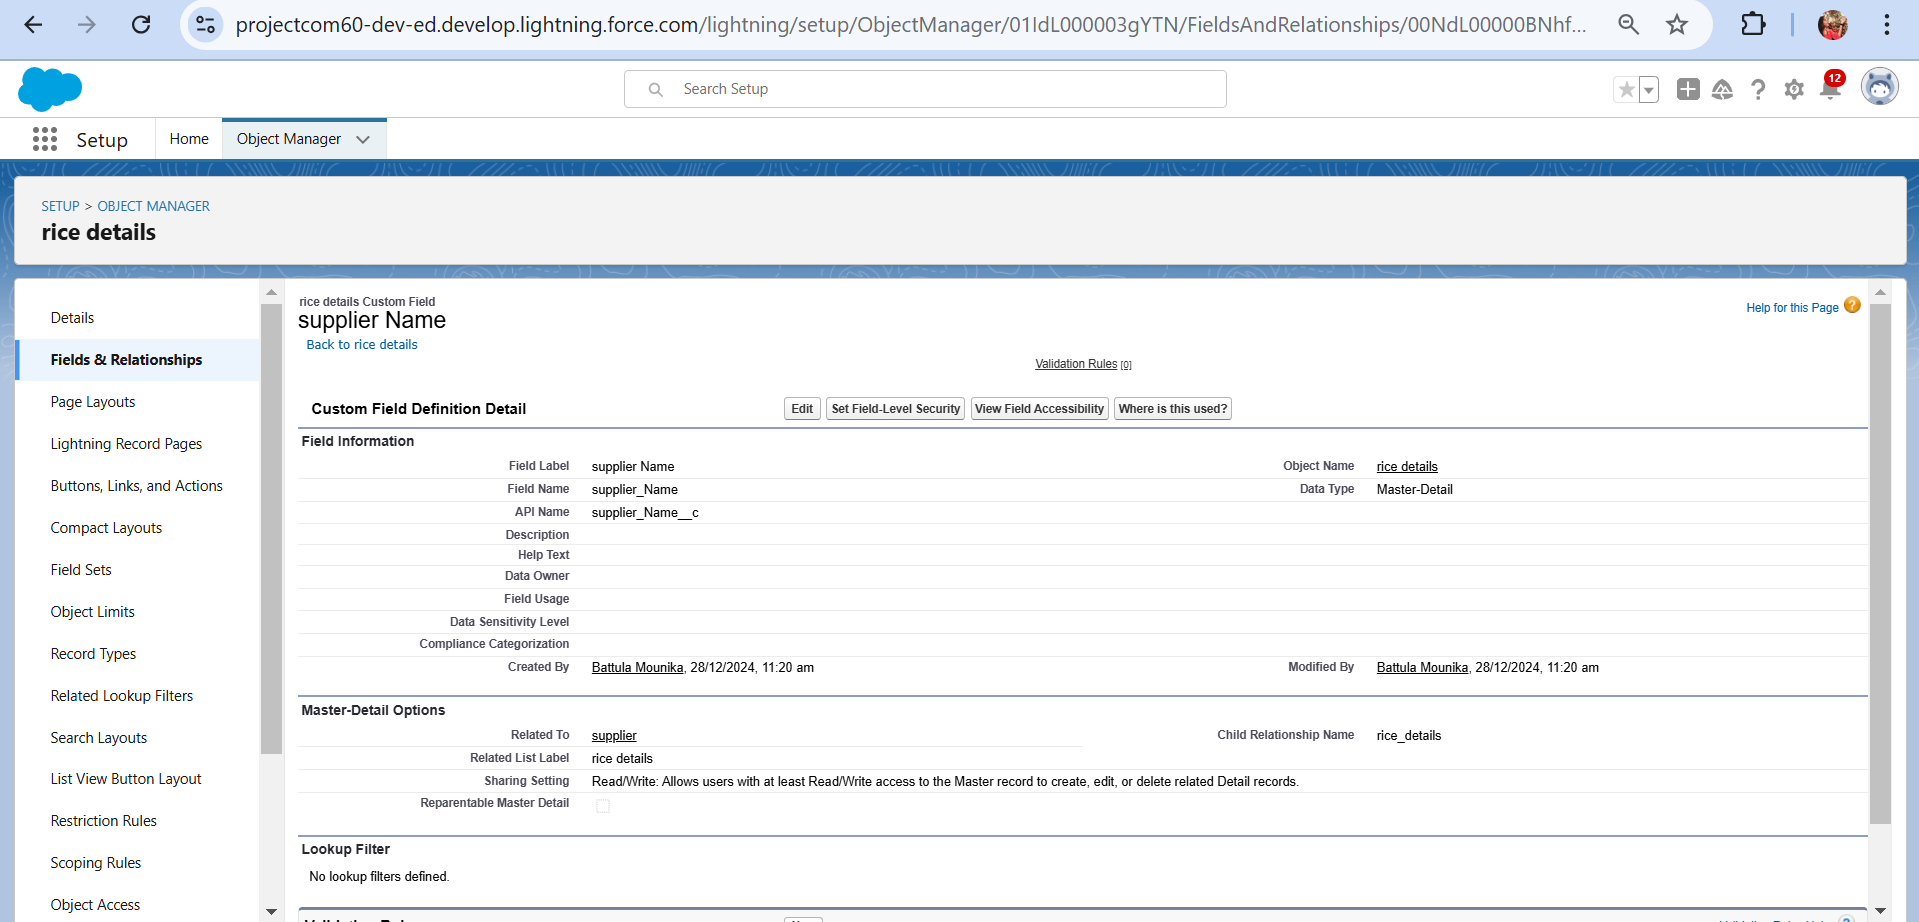 projectcom60-dev-ed.develop.lightning.force.com/lightning/setup/ObjectManager/01IdL000003gYTN/FieldsAndRelationships/00NdL00000BNhf...
Search Setup
12
Setup
Home
Object Manager
SETUP > OBJECT MANAGER
rice details
Details
Fields & Relationships
Page Layouts
Lightning Record Pages
Buttons, Links, and Actions
Compact Layouts
Field Sets
Object Limits
Record Types
Related Lookup Filters
Search Layouts
List View Button Layout
Restriction Rules
Scoping Rules
Object Access
rice details Custom Field
supplier Name
Help for this Page ?
Back to rice details
Validation Rules [0]
Custom Field Definition Detail
Edit
Set Field-Level Security
View Field Accessibility
Where is this used?
Field Information
Field Label supplier Name Object Name rice details
Field Name supplier_Name Data Type Master-Detail
API Name supplier_Name__c
Description
Help Text
Data Owner
Field Usage
Data Sensitivity Level
Compliance Categorization
Created By Battula Mounika, 28/12/2024, 11:20 am Modified By Battula Mounika, 28/12/2024, 11:20 am
Master-Detail Options
Related To supplier Child Relationship Name rice_details
Related List Label rice details
Sharing Setting Read/Write: Allows users with at least Read/Write access to the Master record to create, edit, or delete related Detail records.
Reparentable Master Detail
Lookup Filter
No lookup filters defined.